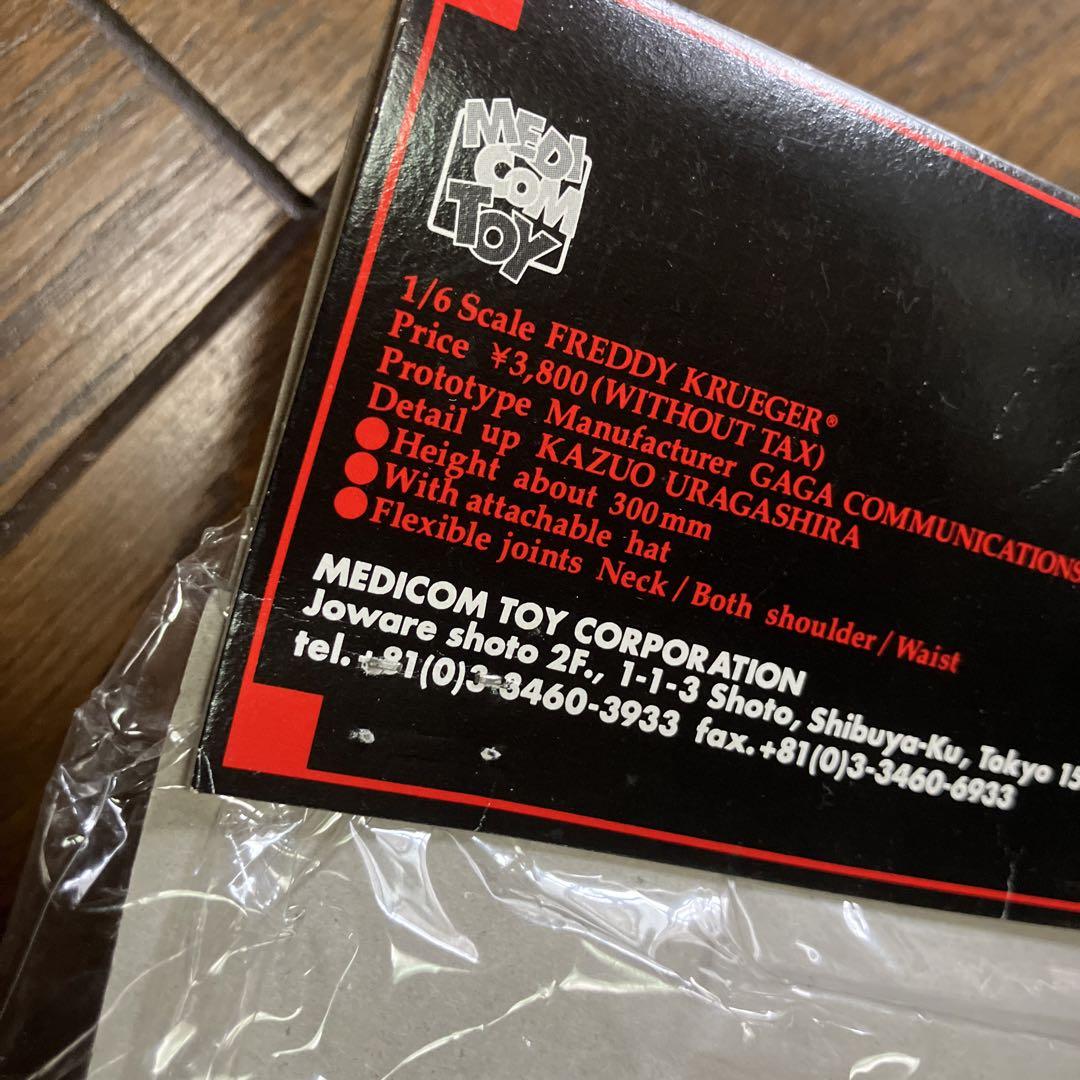 MEDI
COM
TOY
1/6 Scale FREDDY KRUEGER®
Price ¥3,800(WITHOUT TAX)
Prototype Manufacturer GAGA COMMUNICATIONS
Detail up KAZUO URAGASHIRA
●Height about 300mm
●With attachable hat
●Flexible joints Neck/Both shoulder/Waist
MEDICOM TOY CORPORATION
Joware shoto 2F., 1-1-3 Shoto, Shibuya-Ku, Tokyo 15
tel.+81(0)3-3460-3933 fax.+81(0)3-3460-6933